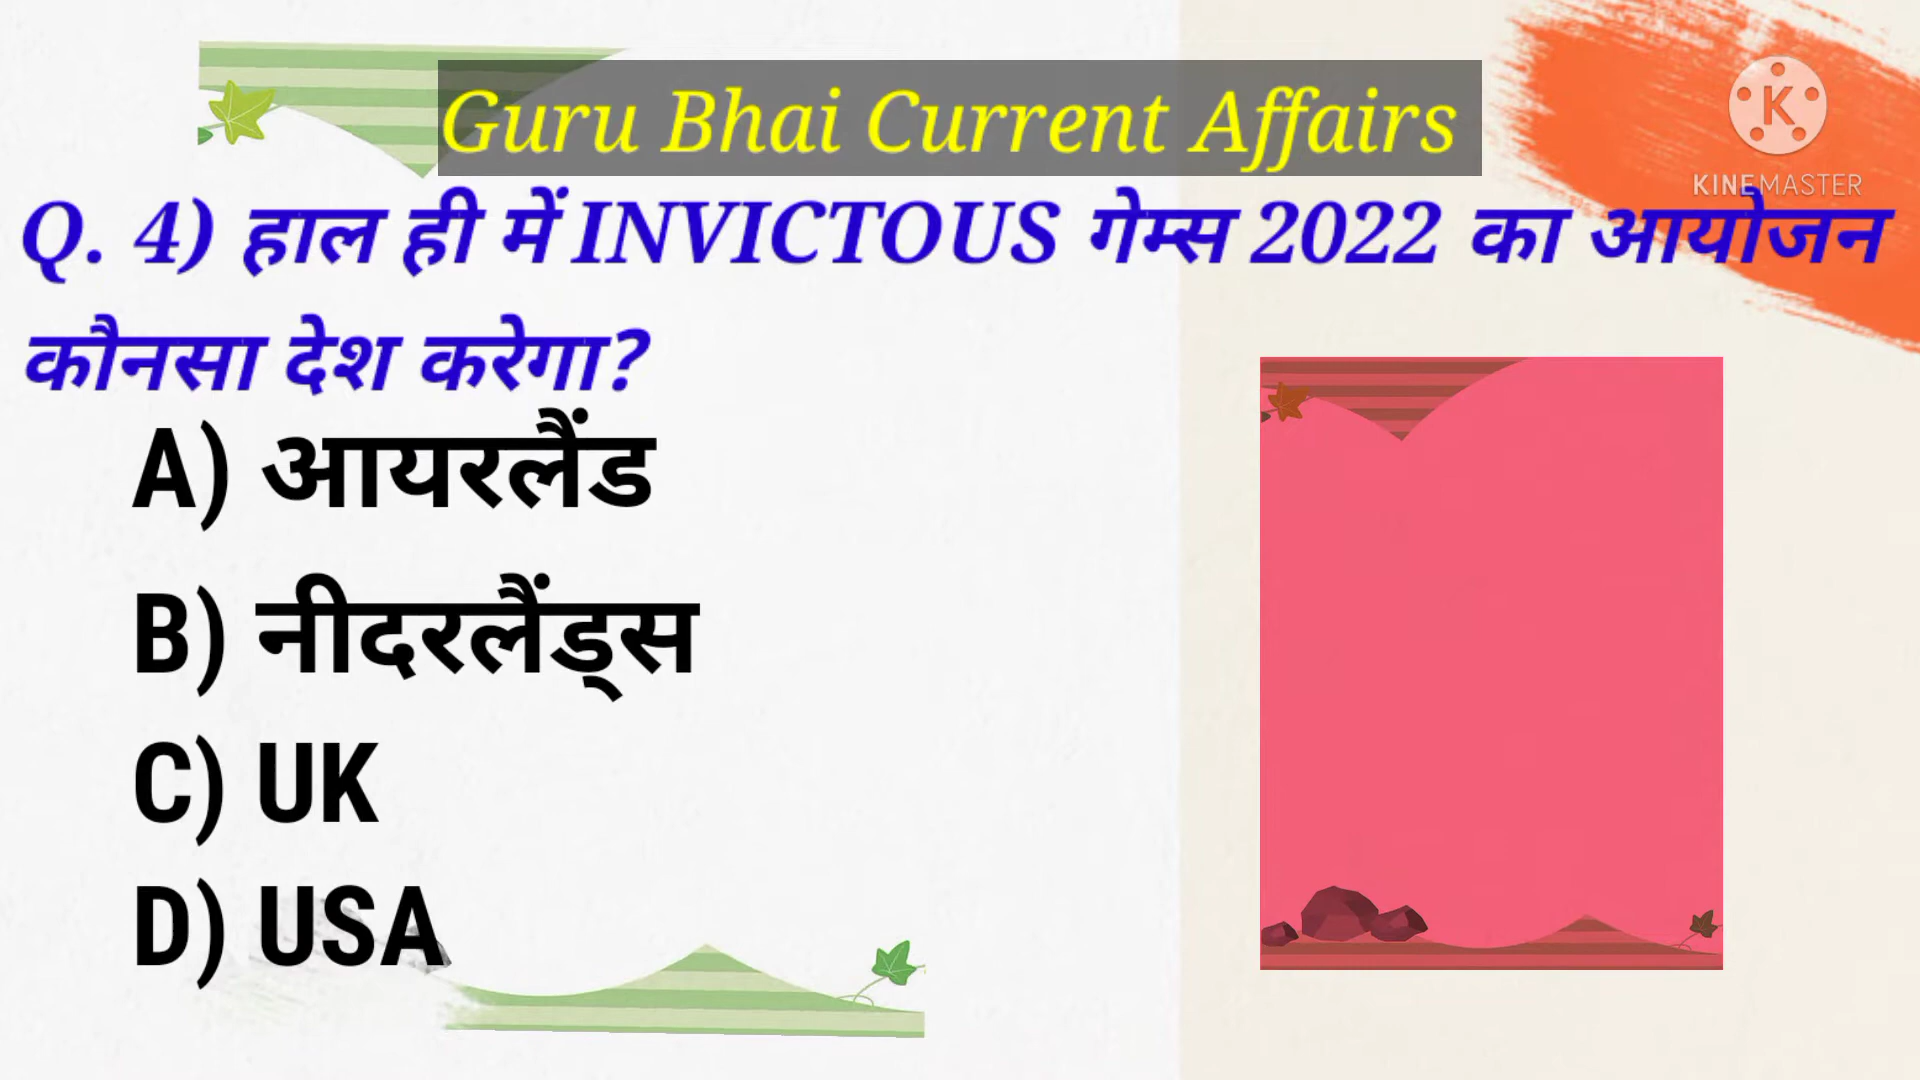 Guru Bhai Current Affairs
KINEMASTER
Q. 4) हाल ही में INVICTOUS गेम्स 2022 का आयोजन
कौनसा देश करेगा?
A) आयरलैंड
B) नीदरलैंड्स
C) UK
D) USA